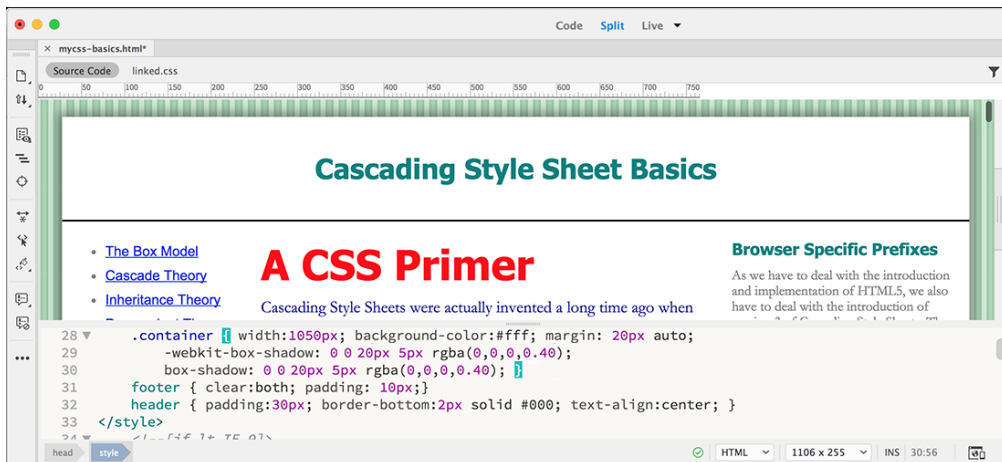 Code Split Live
mycss-basics.html*
Source Code linked.css
0 50 100 150 200 250 300 350 400 450 500 550 600 650 700 750
Cascading Style Sheet Basics
The Box Model
Cascade Theory
Inheritance Theory
A CSS Primer
Cascading Style Sheets were actually invented a long time ago when
Browser Specific Prefixes
As we have to deal with the introduction
and implementation of HTML5, we also
have to deal with the introduction of
28 .container { width:1050px; background-color:#fff; margin: 20px auto;
29 -webkit-box-shadow: 0 0 20px 5px rgba(0,0,0,0.40);
30 box-shadow: 0 0 20px 5px rgba(0,0,0,0.40); }
31 footer { clear:both; padding: 10px;}
32 header { padding:30px; border-bottom:2px solid #000; text-align:center; }
33 </style>
34 <!--[if lt IE 9]>
head style HTML 1106 x 255 INS 30:56